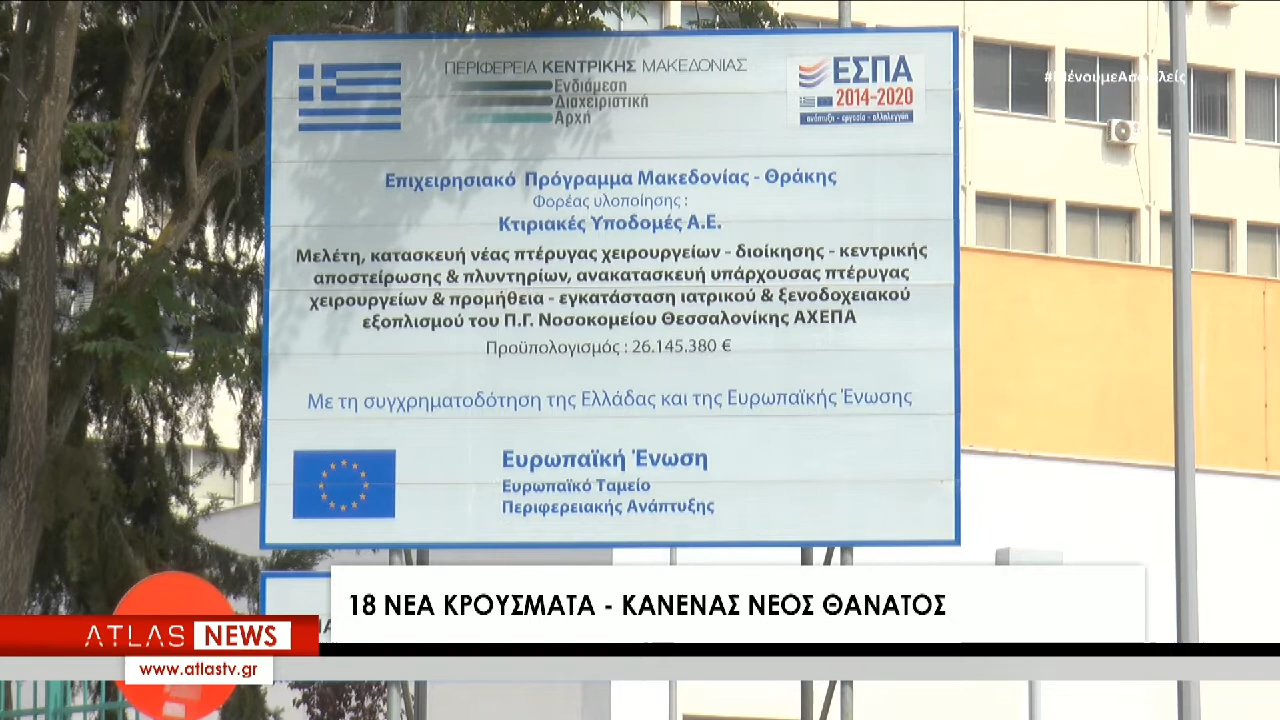 ΠΕΡΙΦΕΡΕΙΑ ΚΕΝΤΡΙΚΗΣ ΜΑΚΕΔΟΝΙΑΣ
Ενδιάμεση
Διαχειριστική
Αρχή
ΕΣΠΑ
2014-2020
ανάπτυξη - εργασία - αλληλεγγύη
#ΜένουμεΑσφαλείς
Επιχειρησιακό Πρόγραμμα Μακεδονίας - Θράκης
Φορέας υλοποίησης :
Κτιριακές Υποδομές Α.Ε.
Μελέτη, κατασκευή νέας πτέρυγας χειρουργείων - διοίκησης - κεντρικής
αποστείρωσης & πλυντηρίων, ανακατασκευή υπάρχουσας πτέρυγας
χειρουργείων & προμήθεια - εγκατάσταση ιατρικού & ξενοδοχειακού
εξοπλισμού του Π.Γ. Νοσοκομείου Θεσσαλονίκης ΑΧΕΠΑ
Προϋπολογισμός : 26.145.380 €
Με τη συγχρηματοδότηση της Ελλάδας και της Ευρωπαϊκής Ένωσης
Ευρωπαϊκή Ένωση
Ευρωπαϊκό Ταμείο
Περιφερειακής Ανάπτυξης
18 ΝΕΑ ΚΡΟΥΣΜΑΤΑ - ΚΑΝΕΝΑΣ ΝΕΟΣ ΘΑΝΑΤΟΣ
ATLAS NEWS
www.atlastv.gr